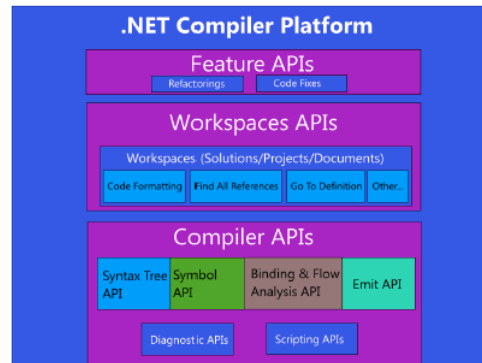 .NET Compiler Platform
Feature APIs
Refactorings Code Fixes
Workspaces APIs
Workspaces (Solutions/Projects/Documents)
Code Formatting Find All References Go To Definition Other...
Compiler APIs
Syntax Tree API
Symbol API
Binding & Flow Analysis API
Emit API
Diagnostic APIs Scripting APIs